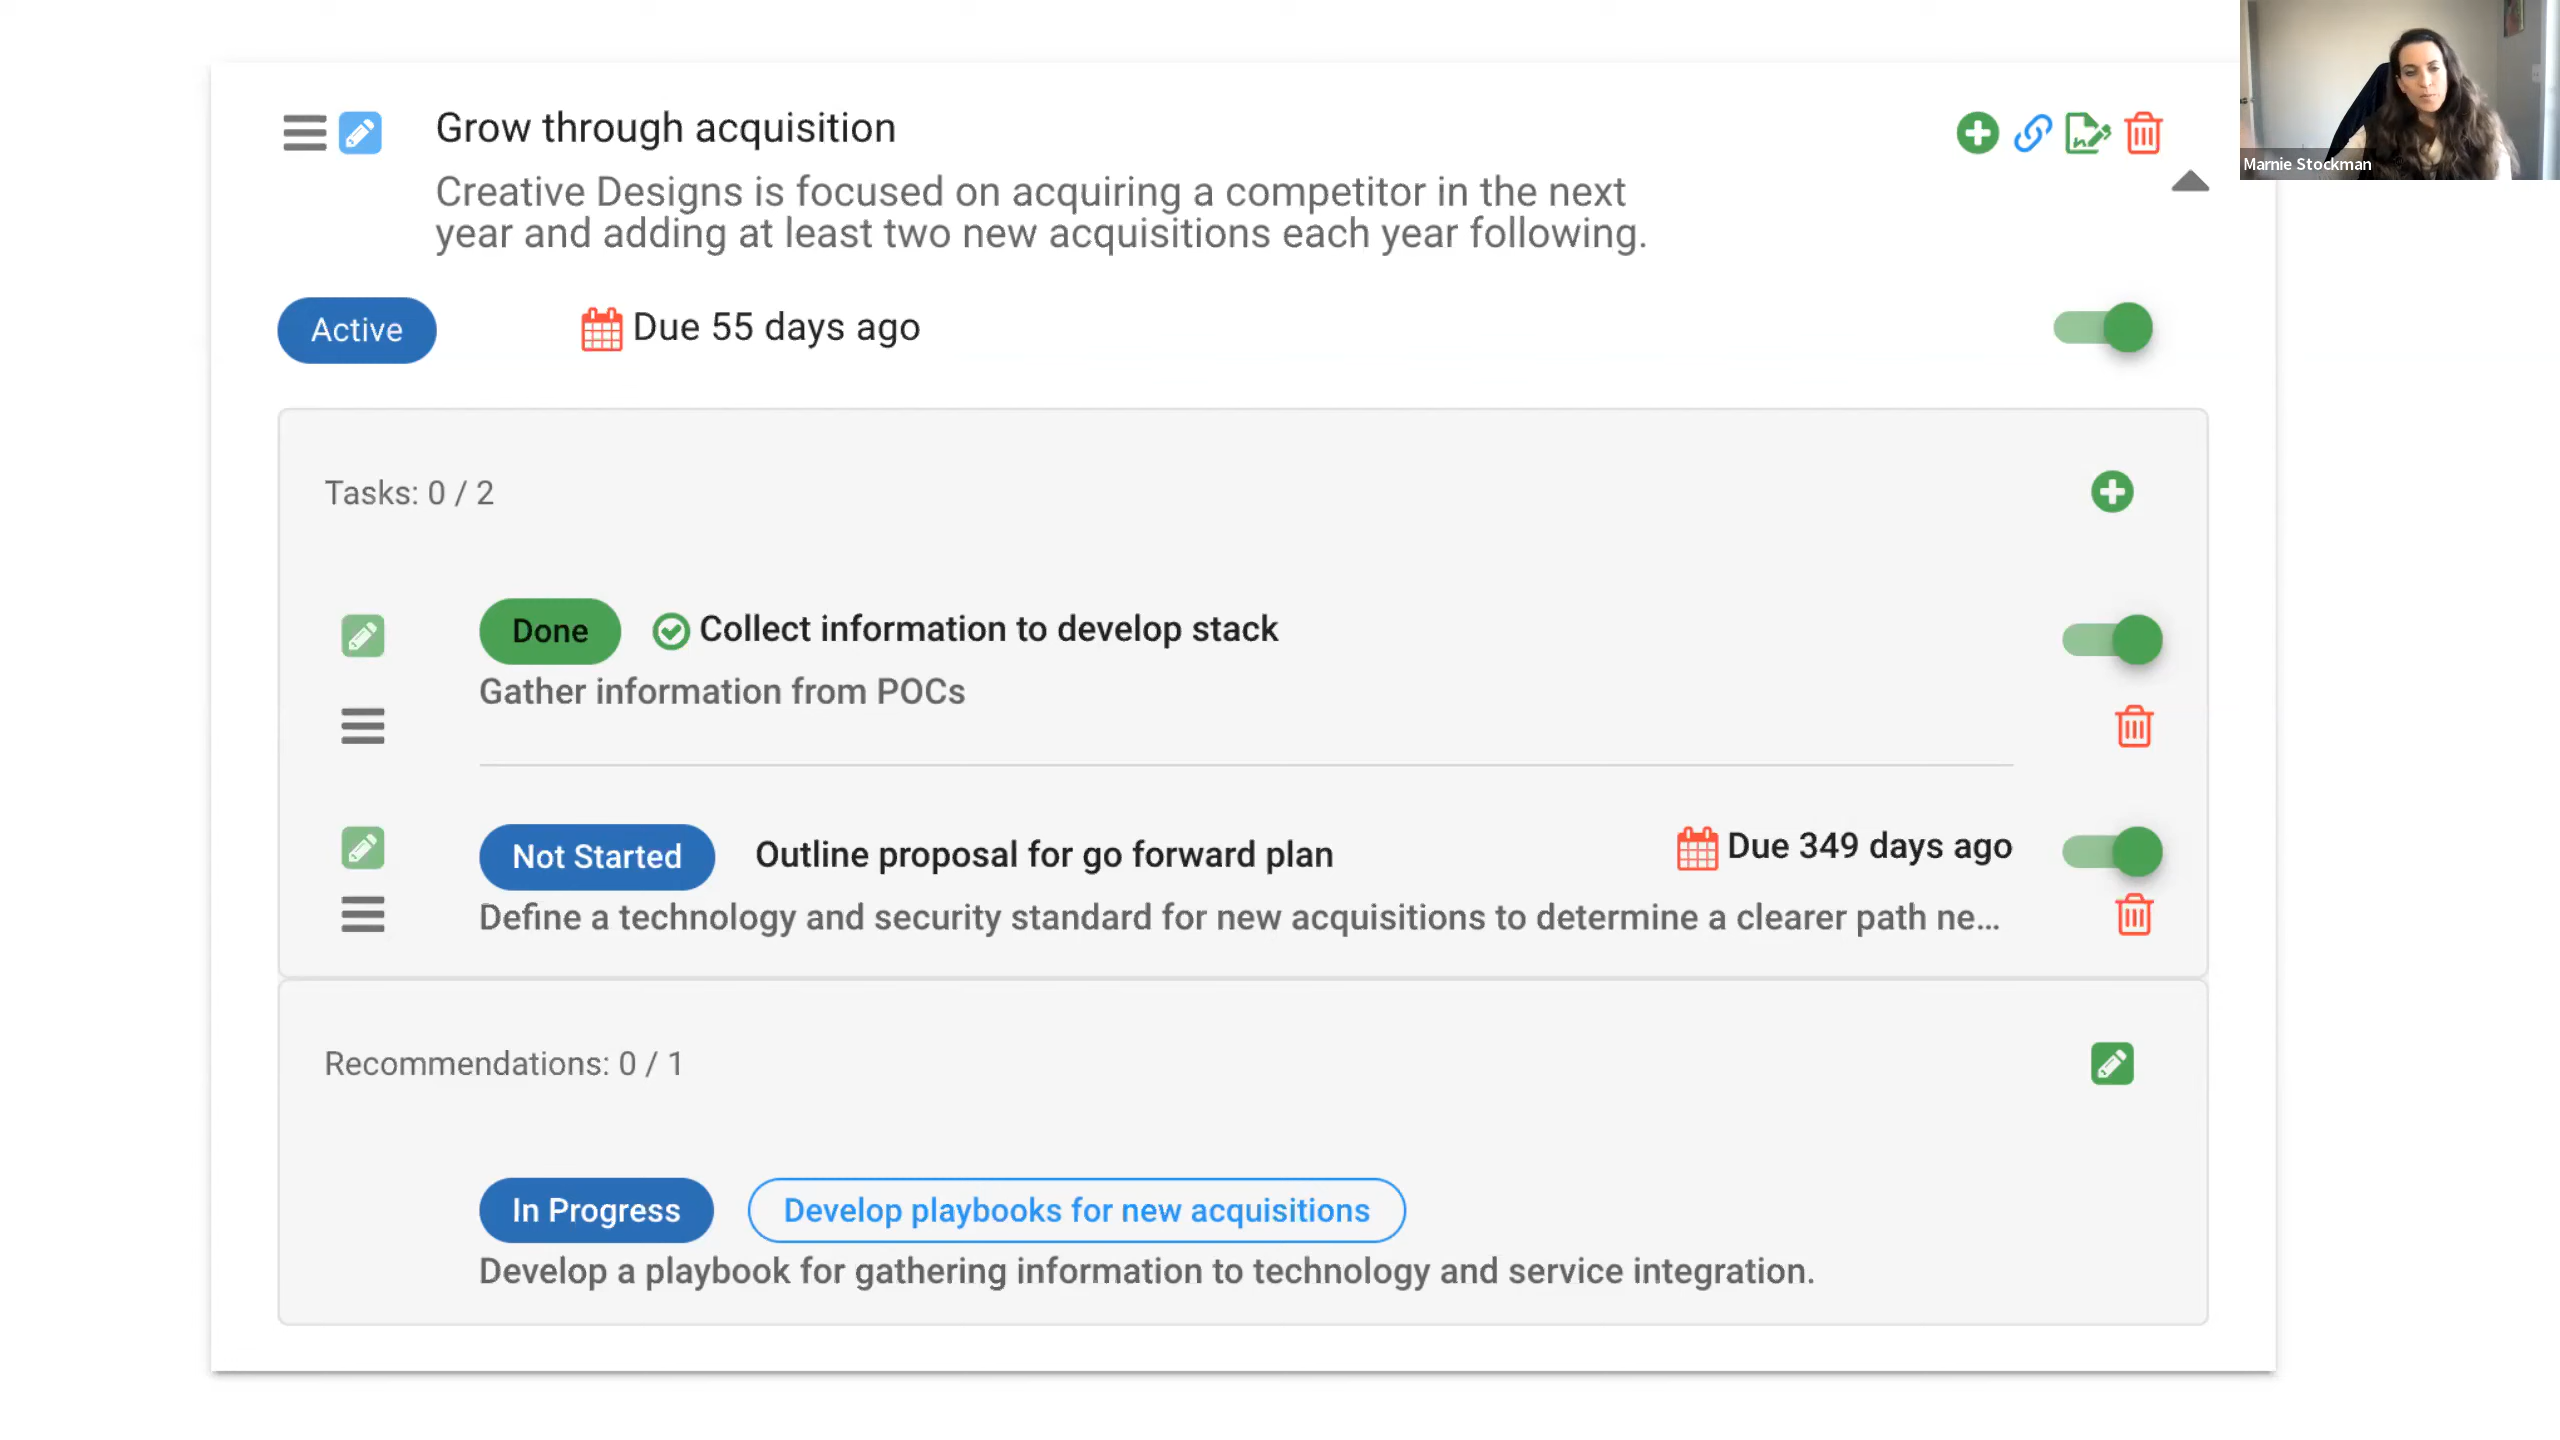 Grow through acquisition
Creative Designs is focused on acquiring a competitor in the next
year and adding at least two new acquisitions each year following.
Marnie Stockman
Active
Due 55 days ago
Tasks: 0 / 2
Done
Collect information to develop stack
Gather information from POCs
Not Started
Outline proposal for go forward plan
Due 349 days ago
Define a technology and security standard for new acquisitions to determine a clearer path ne...
Recommendations: 0 / 1
In Progress
Develop playbooks for new acquisitions
Develop a playbook for gathering information to technology and service integration.